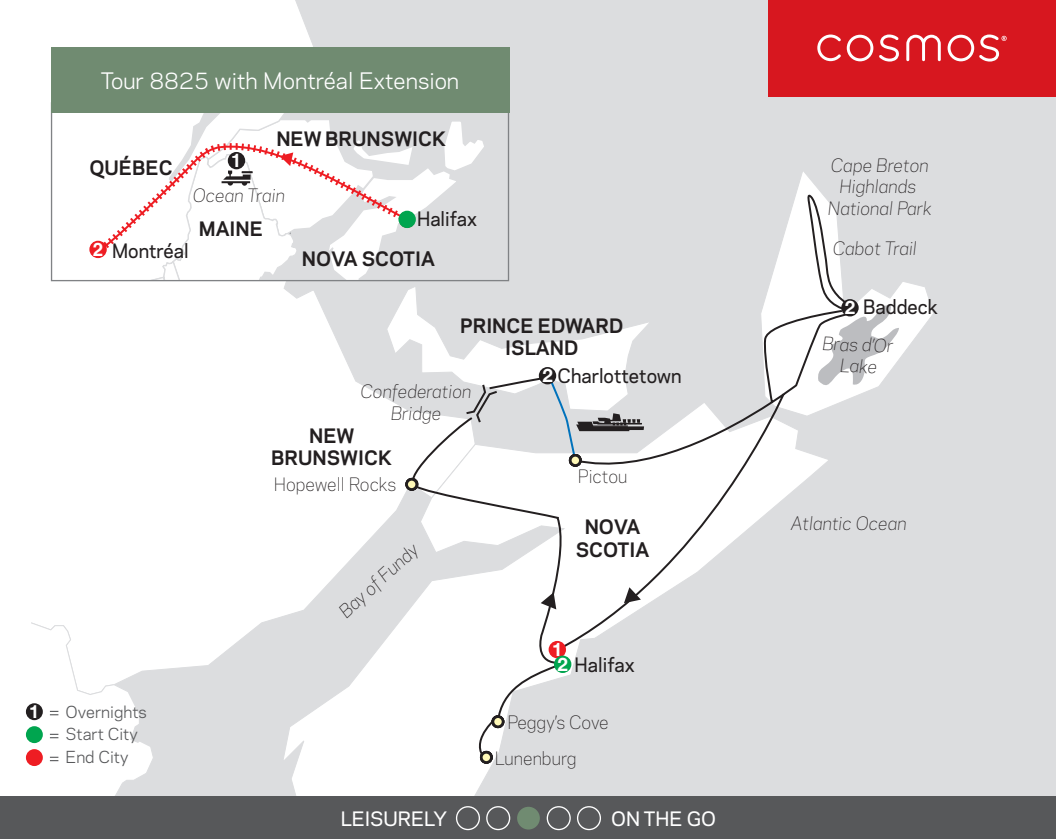 COSMOS®
Tour 8825 with Montréal Extension
NEW BRUNSWICK
QUÉBEC
1
Ocean Train
MAINE
Halifax
2 Montréal
NOVA SCOTIA
Cape Breton
Highlands
National Park
Cabot Trail
2 Baddeck
Bras d'Or
Lake
PRINCE EDWARD
ISLAND
2 Charlottetown
Confederation
Bridge
NEW
BRUNSWICK
Hopewell Rocks
Pictou
NOVA
SCOTIA
Atlantic Ocean
Bay of Fundy
1
2 Halifax
Peggy's Cove
Lunenburg
1 = Overnights
= Start City
= End City
LEISURELY ON THE GO